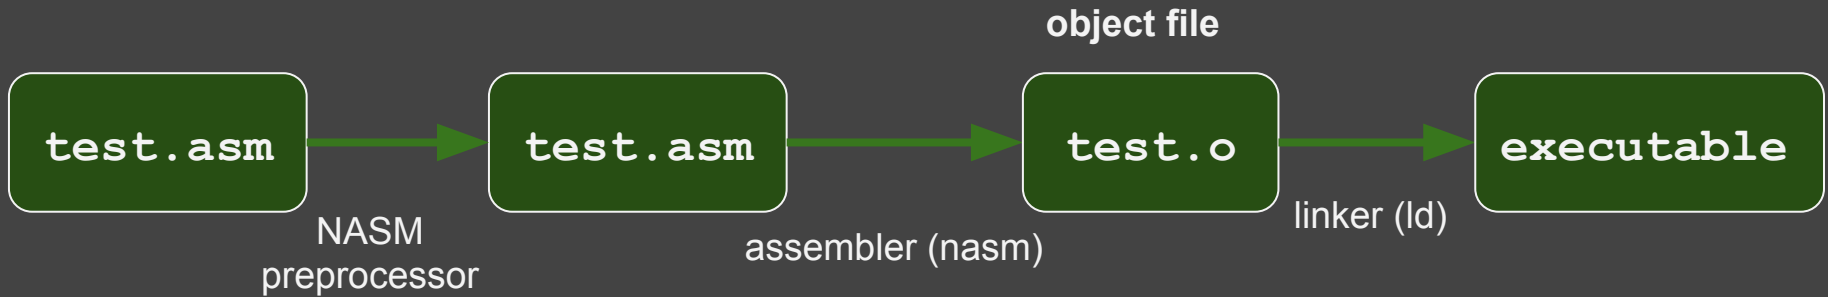 object file
test.asm
test.asm
test.o
executable
NASM
preprocessor
assembler (nasm)
linker (ld)